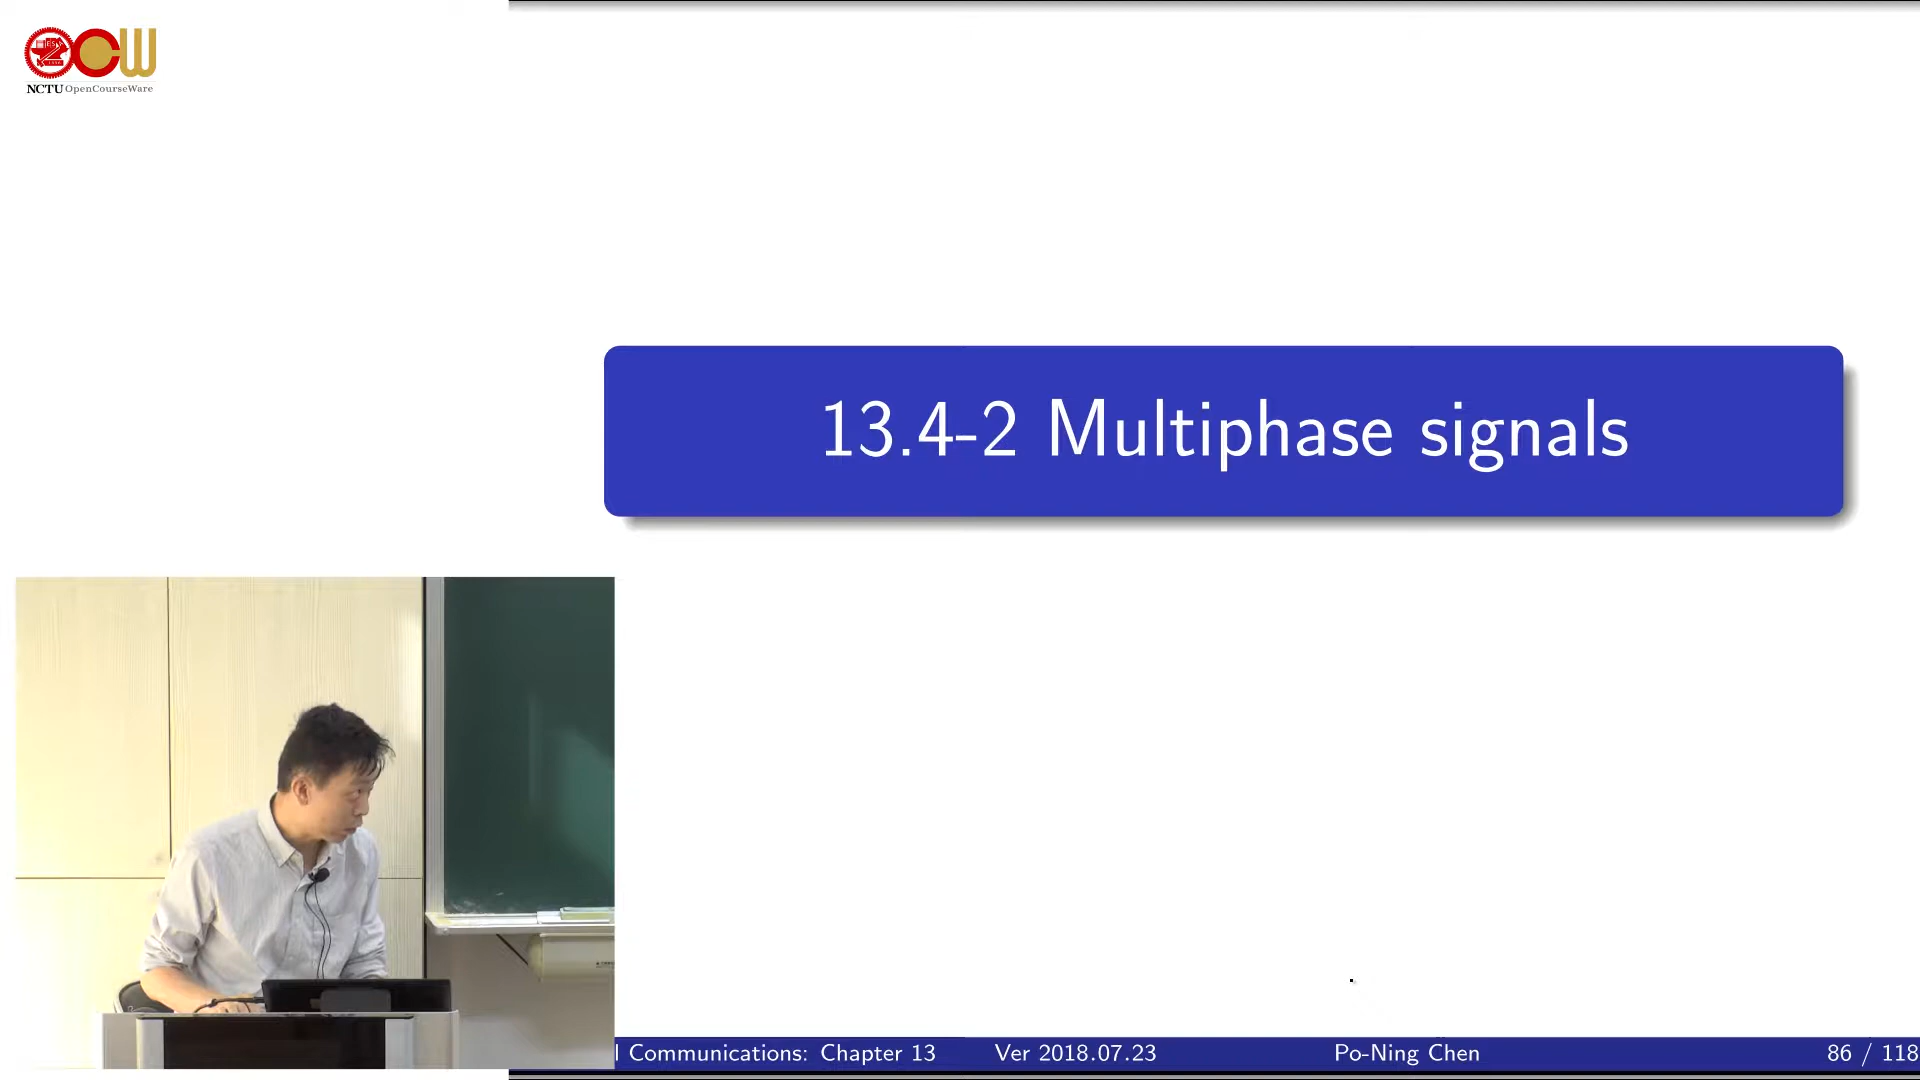 NCTU OpenCourseWare
13.4-2 Multiphase signals
l Communications: Chapter 13 Ver 2018.07.23 Po-Ning Chen 86 / 118